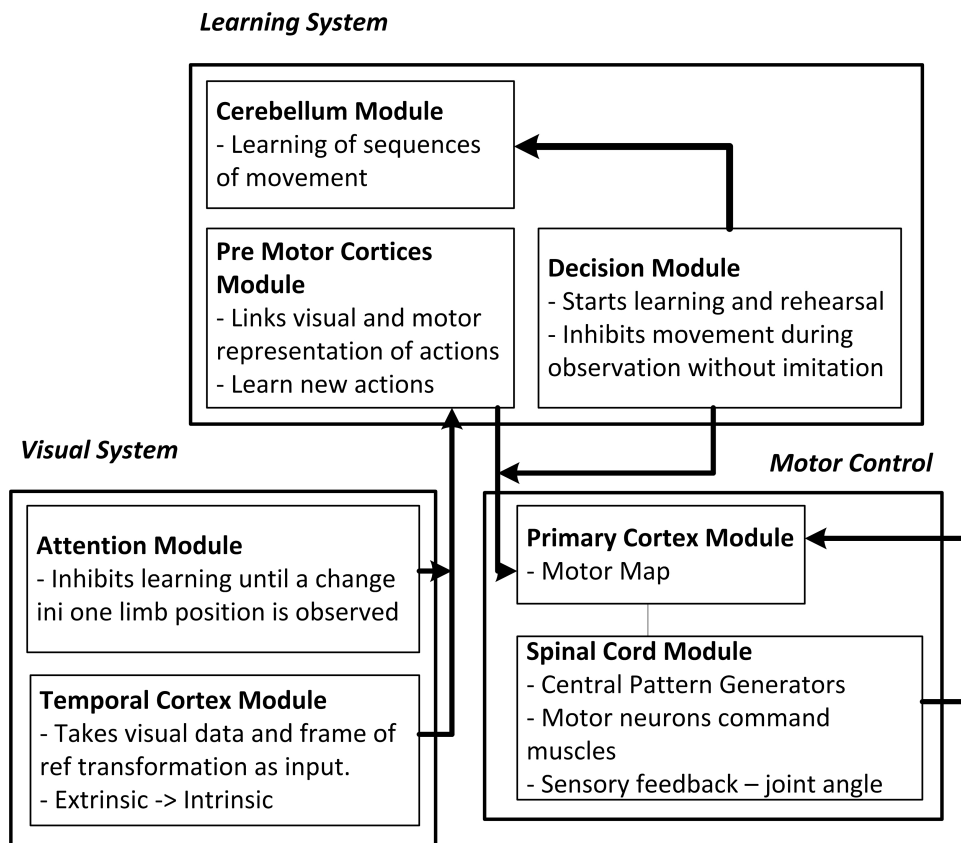 Learning System
Cerebellum Module
- Learning of sequences
of movement
Pre Motor Cortices
Module
- Links visual and motor
representation of actions
- Learn new actions
Decision Module
- Starts learning and rehearsal
- Inhibits movement during
observation without imitation
Visual System
Attention Module
- Inhibits learning until a change
ini one limb position is observed
Temporal Cortex Module
- Takes visual data and frame of
ref transformation as input.
- Extrinsic -> Intrinsic
Motor Control
Primary Cortex Module
- Motor Map
Spinal Cord Module
- Central Pattern Generators
- Motor neurons command
muscles
- Sensory feedback – joint angle